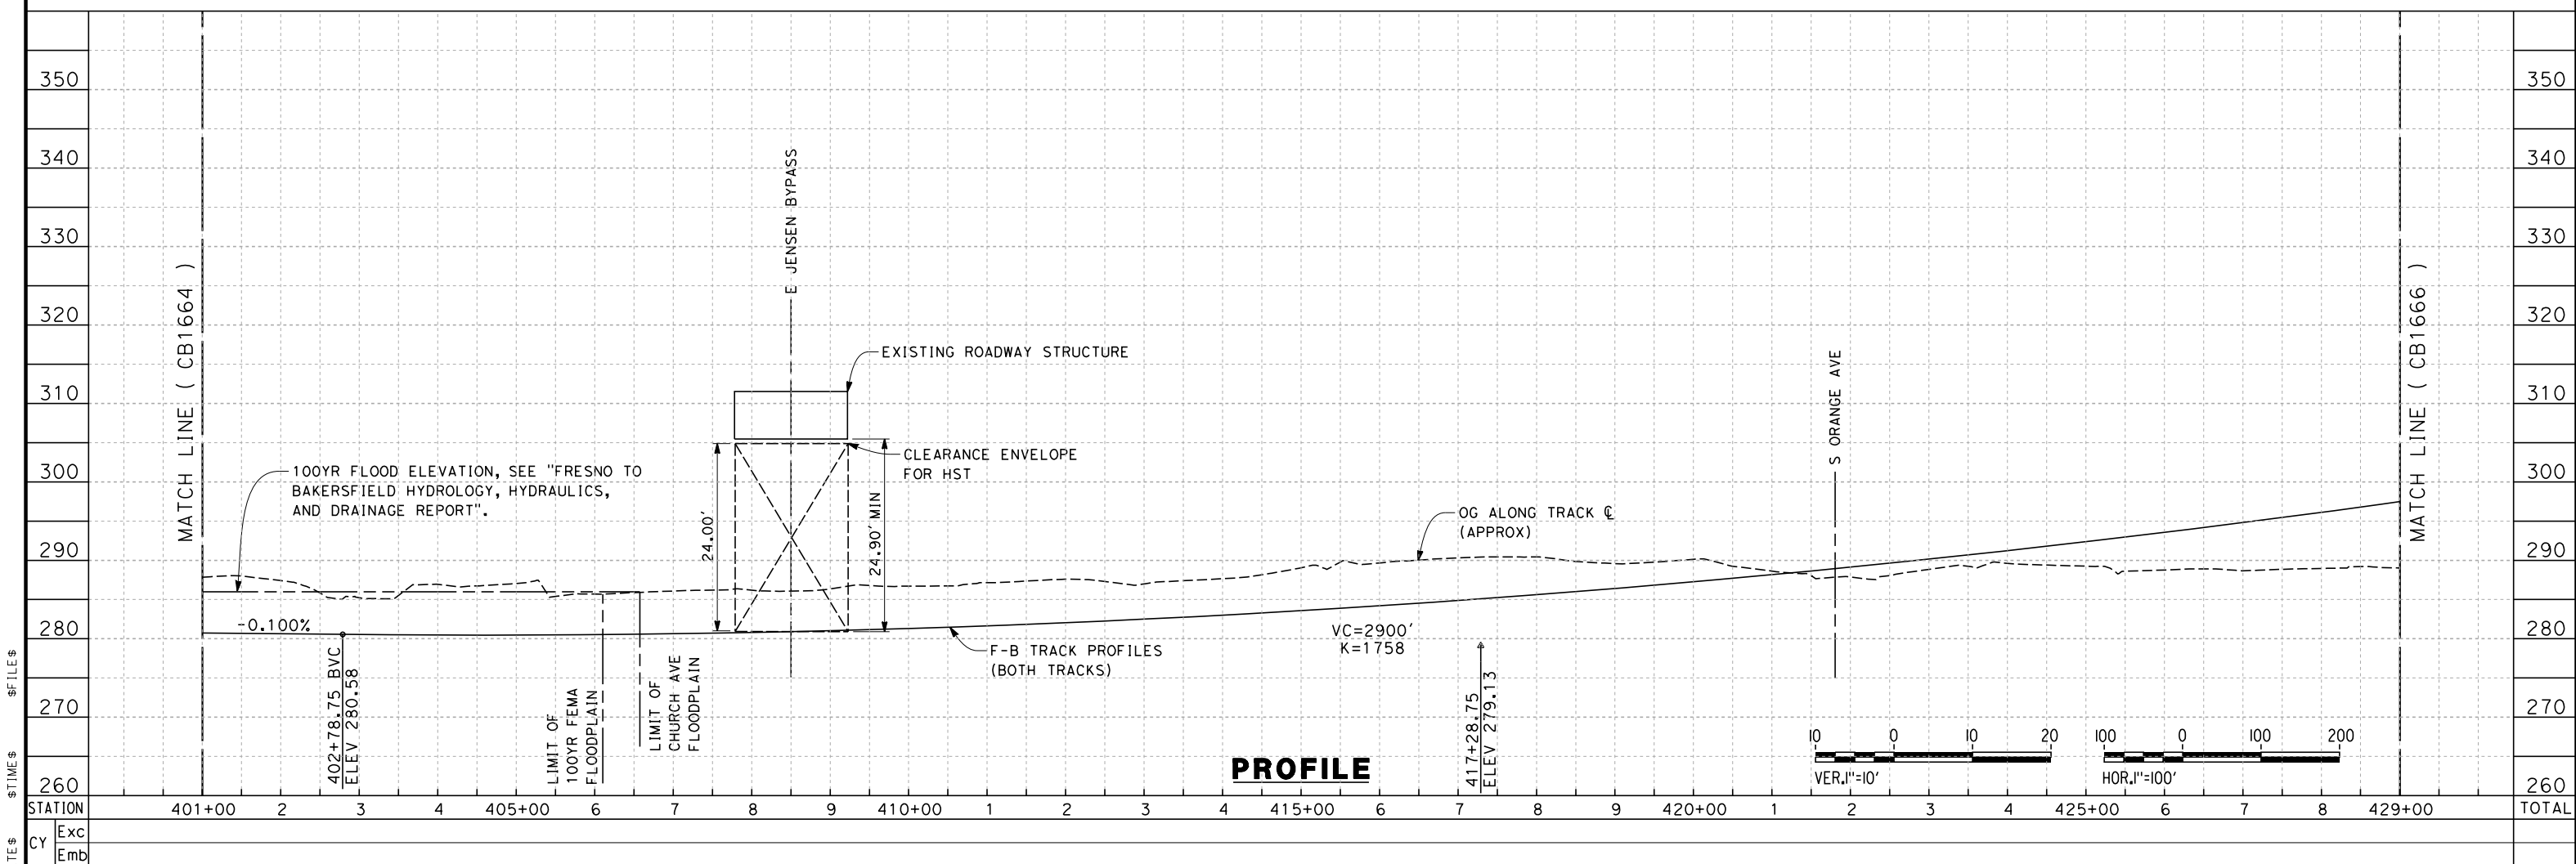 350
340
330
320
310
300
290
280
270
260
350
340
330
320
310
300
290
280
270
260
MATCH LINE ( CB1664 )
MATCH LINE ( CB1666 )
E JENSEN BYPASS
EXISTING ROADWAY STRUCTURE
CLEARANCE ENVELOPE
FOR HST
24.00'
24.90' MIN
100YR FLOOD ELEVATION, SEE "FRESNO TO
BAKERSFIELD HYDROLOGY, HYDRAULICS,
AND DRAINAGE REPORT".
S ORANGE AVE
OG ALONG TRACK ℄
(APPROX)
-0.100%
VC=2900'
K=1758
F-B TRACK PROFILES
(BOTH TRACKS)
402+78.75 BVC
ELEV 280.58
LIMIT OF
100YR FEMA
FLOODPLAIN
LIMIT OF
CHURCH AVE
FLOODPLAIN
417+28.75
ELEV 279.13
PROFILE
10 0 10 20
VER.1"=10'
100 0 100 200
HOR.1"=100'
STATION 401+00 2 3 4 405+00 6 7 8 9 410+00 1 2 3 4 415+00 6 7 8 9 420+00 1 2 3 4 425+00 6 7 8 429+00 TOTAL
CY
Exc
Emb
$FILES
$TIMES
TE$